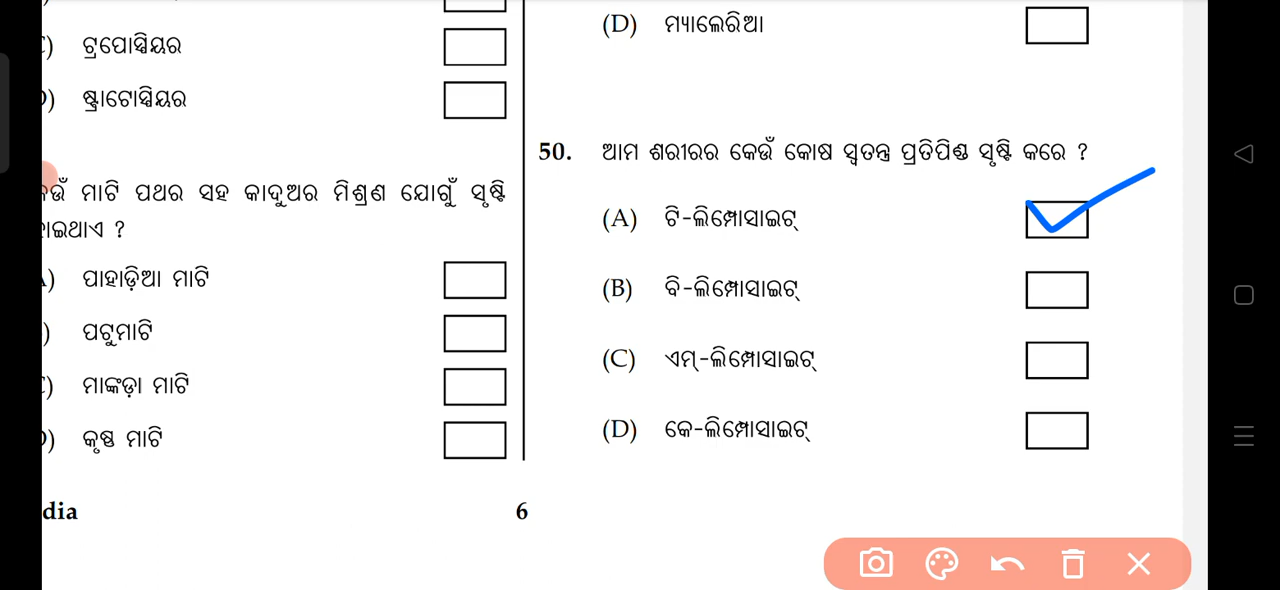 ଟ୍ରପୋସ୍ଫିୟର
ଷ୍ଟ୍ରାଟୋସ୍ଫିୟର
ମାଟି ପଥର ସହ କାଦୁଅର ମିଶ୍ରଣ ଯୋଗୁଁ ସୃଷ୍ଟି
ହୋଇଥାଏ ?
ପାହାଡ଼ିଆ ମାଟି
ପଟୁମାଟି
ମାଙ୍କଡ଼ା ମାଟି
କୃଷ୍ଣ ମାଟି
dia
(D) ମ୍ୟାଲେରିଆ
50. ଆମ ଶରୀରର କେଉଁ କୋଷ ସ୍ୱତନ୍ତ୍ର ପ୍ରତିପିଣ୍ଡ ସୃଷ୍ଟି କରେ ?
(A) ଟି-ଲିମ୍ଫୋସାଇଟ୍
(B) ବି-ଲିମ୍ଫୋସାଇଟ୍
(C) ଏମ୍-ଲିମ୍ଫୋସାଇଟ୍
(D) କେ-ଲିମ୍ଫୋସାଇଟ୍
6